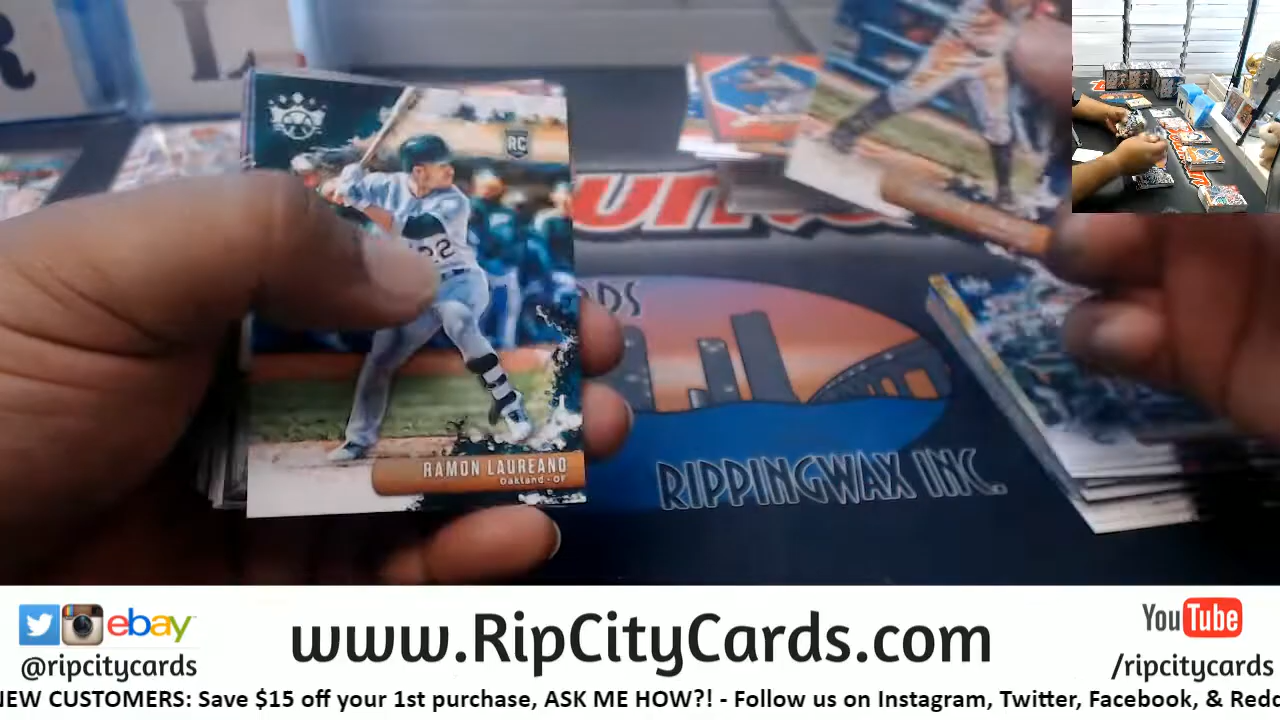 RC
22
RAMON LAUREANO
Oakland - OF
RIPPINGWAX INC.
ebay
@ripcitycards
www.RipCityCards.com
YouTube
/ripcitycards
NEW CUSTOMERS: Save $15 off your 1st purchase, ASK ME HOW?! - Follow us on Instagram, Twitter, Facebook, &